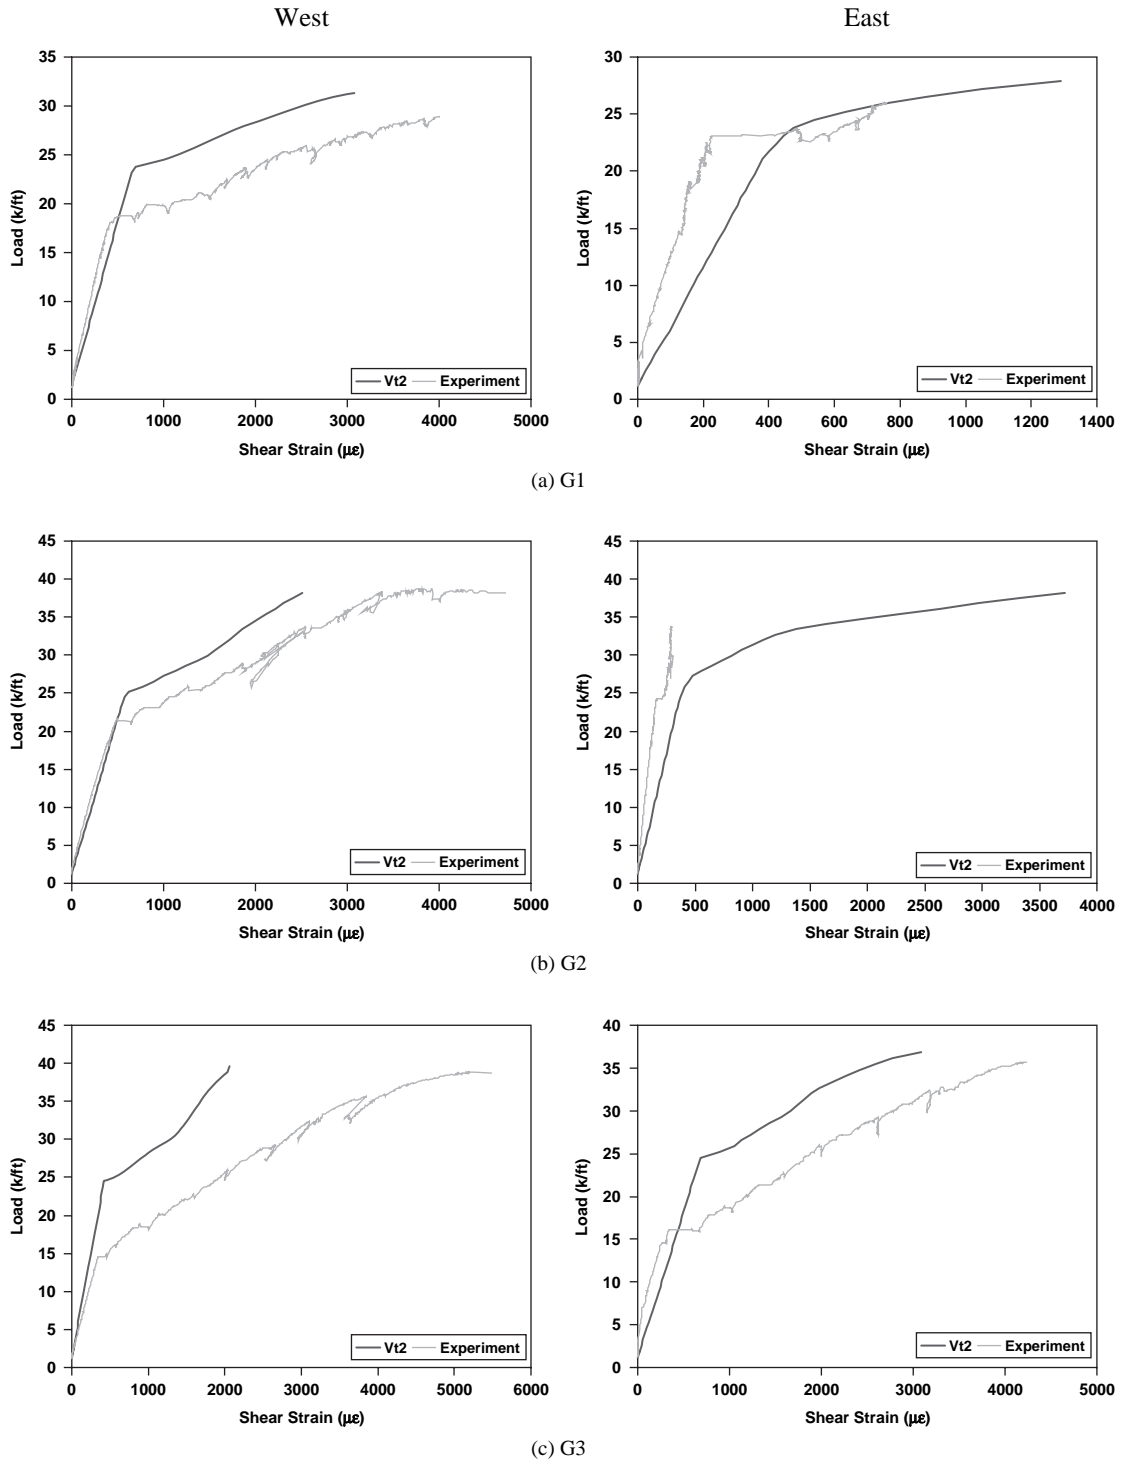 West
East
35
30
25
20
15
10
5
0
Load (k/ft)
Vt2 Experiment
0 1000 2000 3000 4000 5000
Shear Strain (με)
30
25
20
15
10
5
0
Load (k/ft)
Vt2 Experiment
0 200 400 600 800 1000 1200 1400
Shear Strain (με)
(a) G1
45
40
35
30
25
20
15
10
5
0
Load (k/ft)
Vt2 Experiment
0 1000 2000 3000 4000 5000
Shear Strain (με)
45
40
35
30
25
20
15
10
5
0
Load (k/ft)
Vt2 Experiment
0 500 1000 1500 2000 2500 3000 3500 4000
Shear Strain (με)
(b) G2
45
40
35
30
25
20
15
10
5
0
Load (k/ft)
Vt2 Experiment
0 1000 2000 3000 4000 5000 6000
Shear Strain (με)
40
35
30
25
20
15
10
5
0
Load (k/ft)
Vt2 Experiment
0 1000 2000 3000 4000 5000
Shear Strain (με)
(c) G3